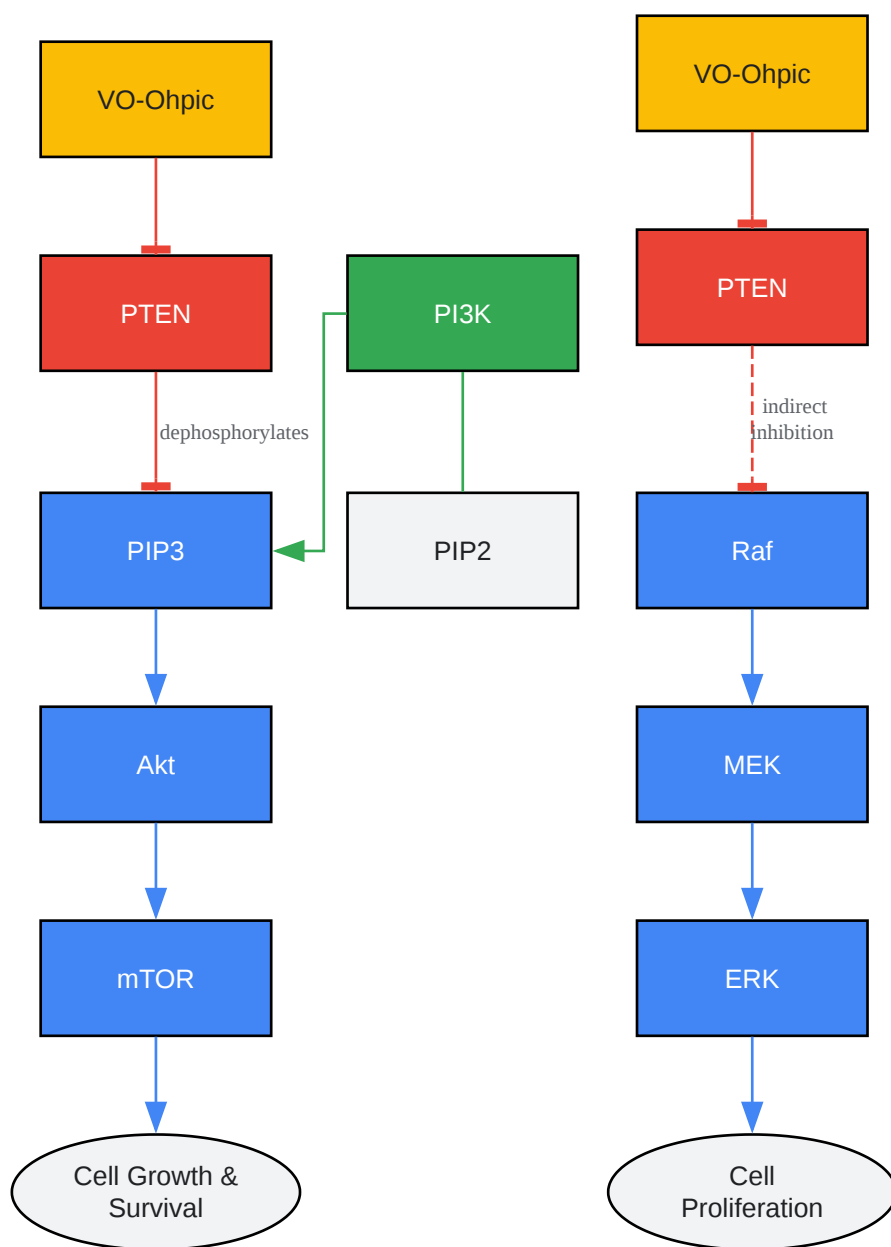 VO-Ohpic
PTEN
PI3K
dephosphorylates
PIP3
PIP2
Akt
mTOR
Cell Growth &
Survival
VO-Ohpic
PTEN
indirect
inhibition
Raf
MEK
ERK
Cell
Proliferation